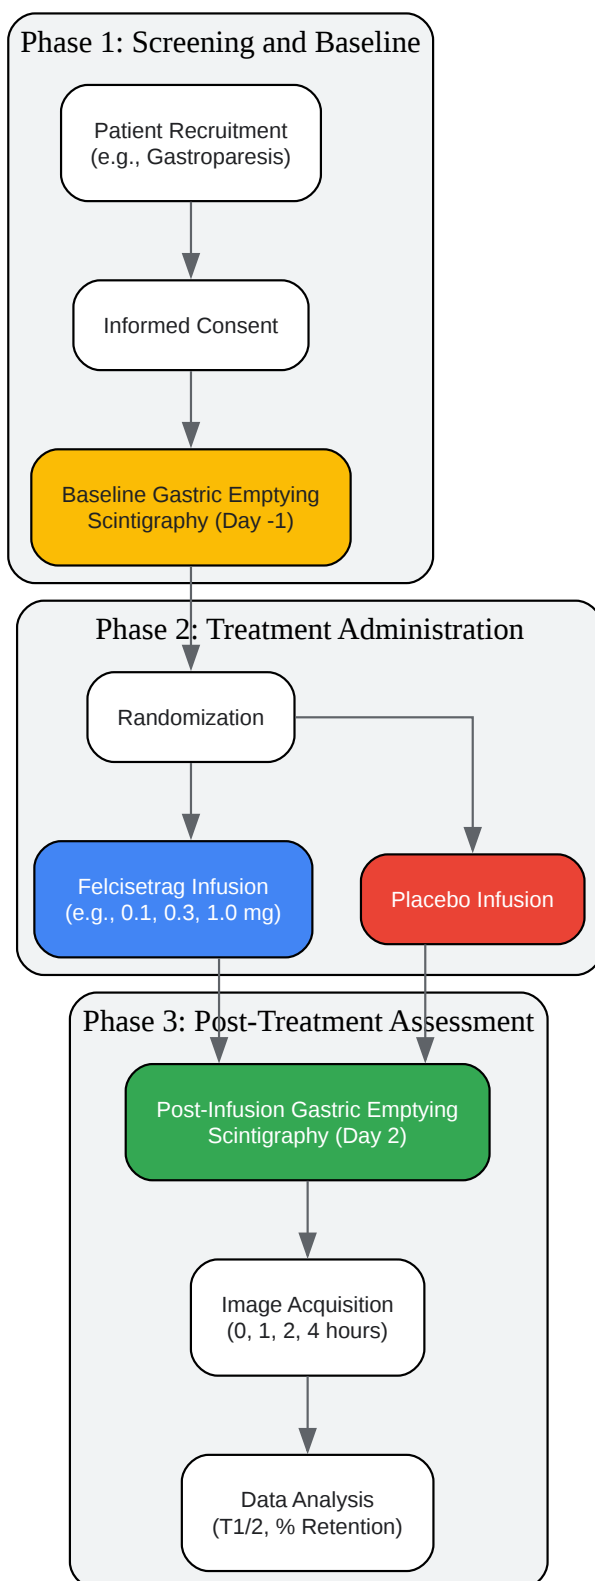 Phase 1: Screening and Baseline
Patient Recruitment
(e.g., Gastroparesis)
Informed Consent
Baseline Gastric Emptying
Scintigraphy (Day -1)
Phase 2: Treatment Administration
Randomization
Felcisetrag Infusion
(e.g., 0.1, 0.3, 1.0 mg)
Placebo Infusion
Phase 3: Post-Treatment Assessment
Post-Infusion Gastric Emptying
Scintigraphy (Day 2)
Image Acquisition
(0, 1, 2, 4 hours)
Data Analysis
(T1/2, % Retention)